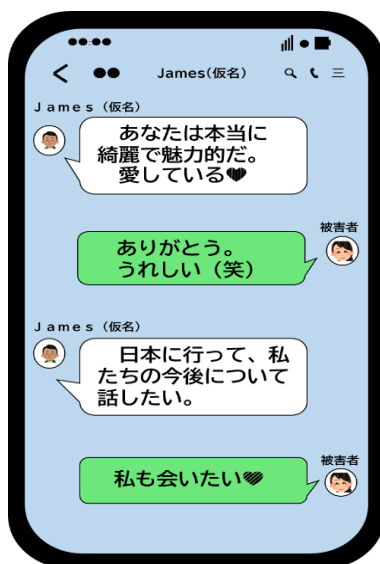 James(仮名)
James（仮名）
あなたは本当に
綺麗で魅力的だ。
愛している♥
被害者
ありがとう。
うれしい（笑）
James（仮名）
日本に行って、私
たちの今後について
話したい。
被害者
私も会いたい♥